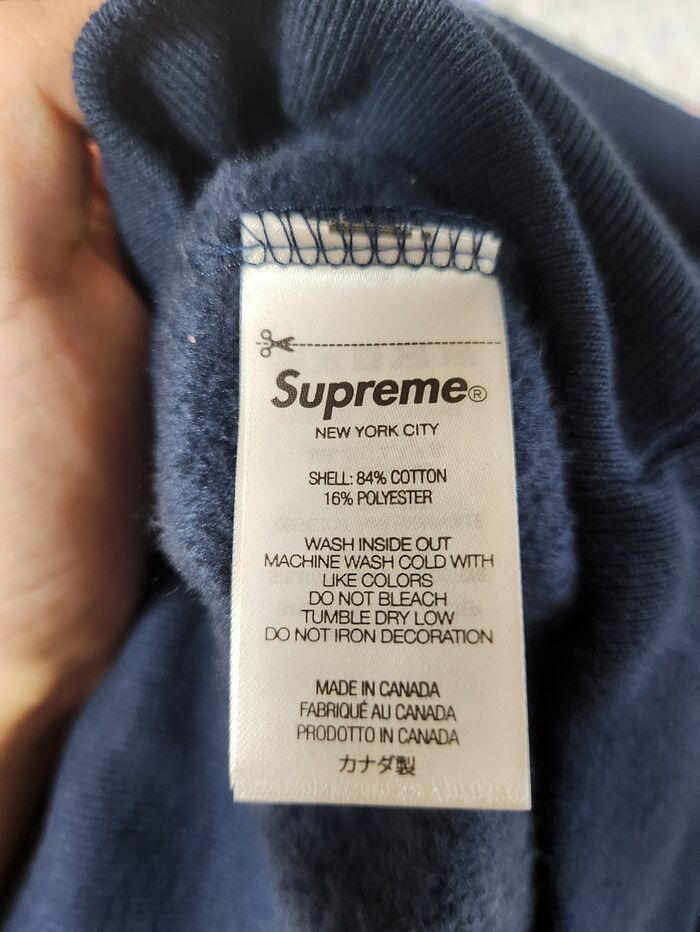 Supreme®
NEW YORK CITY
SHELL: 84% COTTON
16% POLYESTER
WASH INSIDE OUT
MACHINE WASH COLD WITH
LIKE COLORS
DO NOT BLEACH
TUMBLE DRY LOW
DO NOT IRON DECORATION
MADE IN CANADA
FABRIQUÉ AU CANADA
PRODOTTO IN CANADA
カナダ製